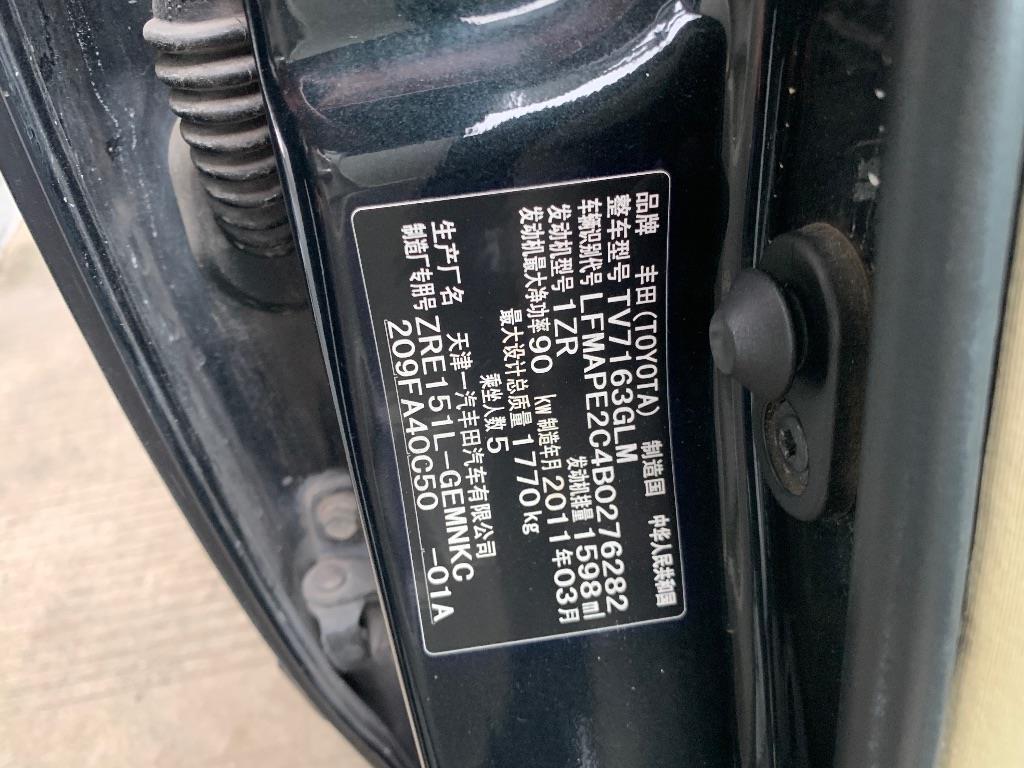 品牌 丰田(TOYOTA) 制造国 中华人民共和国
整车型号 TV7163GLM
车辆识别代号 LFMAPE2C4B0276282
发动机型号 1ZR 发动机排量 1598ml
发动机最大净功率 90 kw 制造年月 2011年03月
最大设计总质量 1770kg
乘坐人数 5
生产厂名 天津一汽丰田汽车有限公司
制造厂专用号 ZRE151L-GEMNKC
209FA40C50 -01A